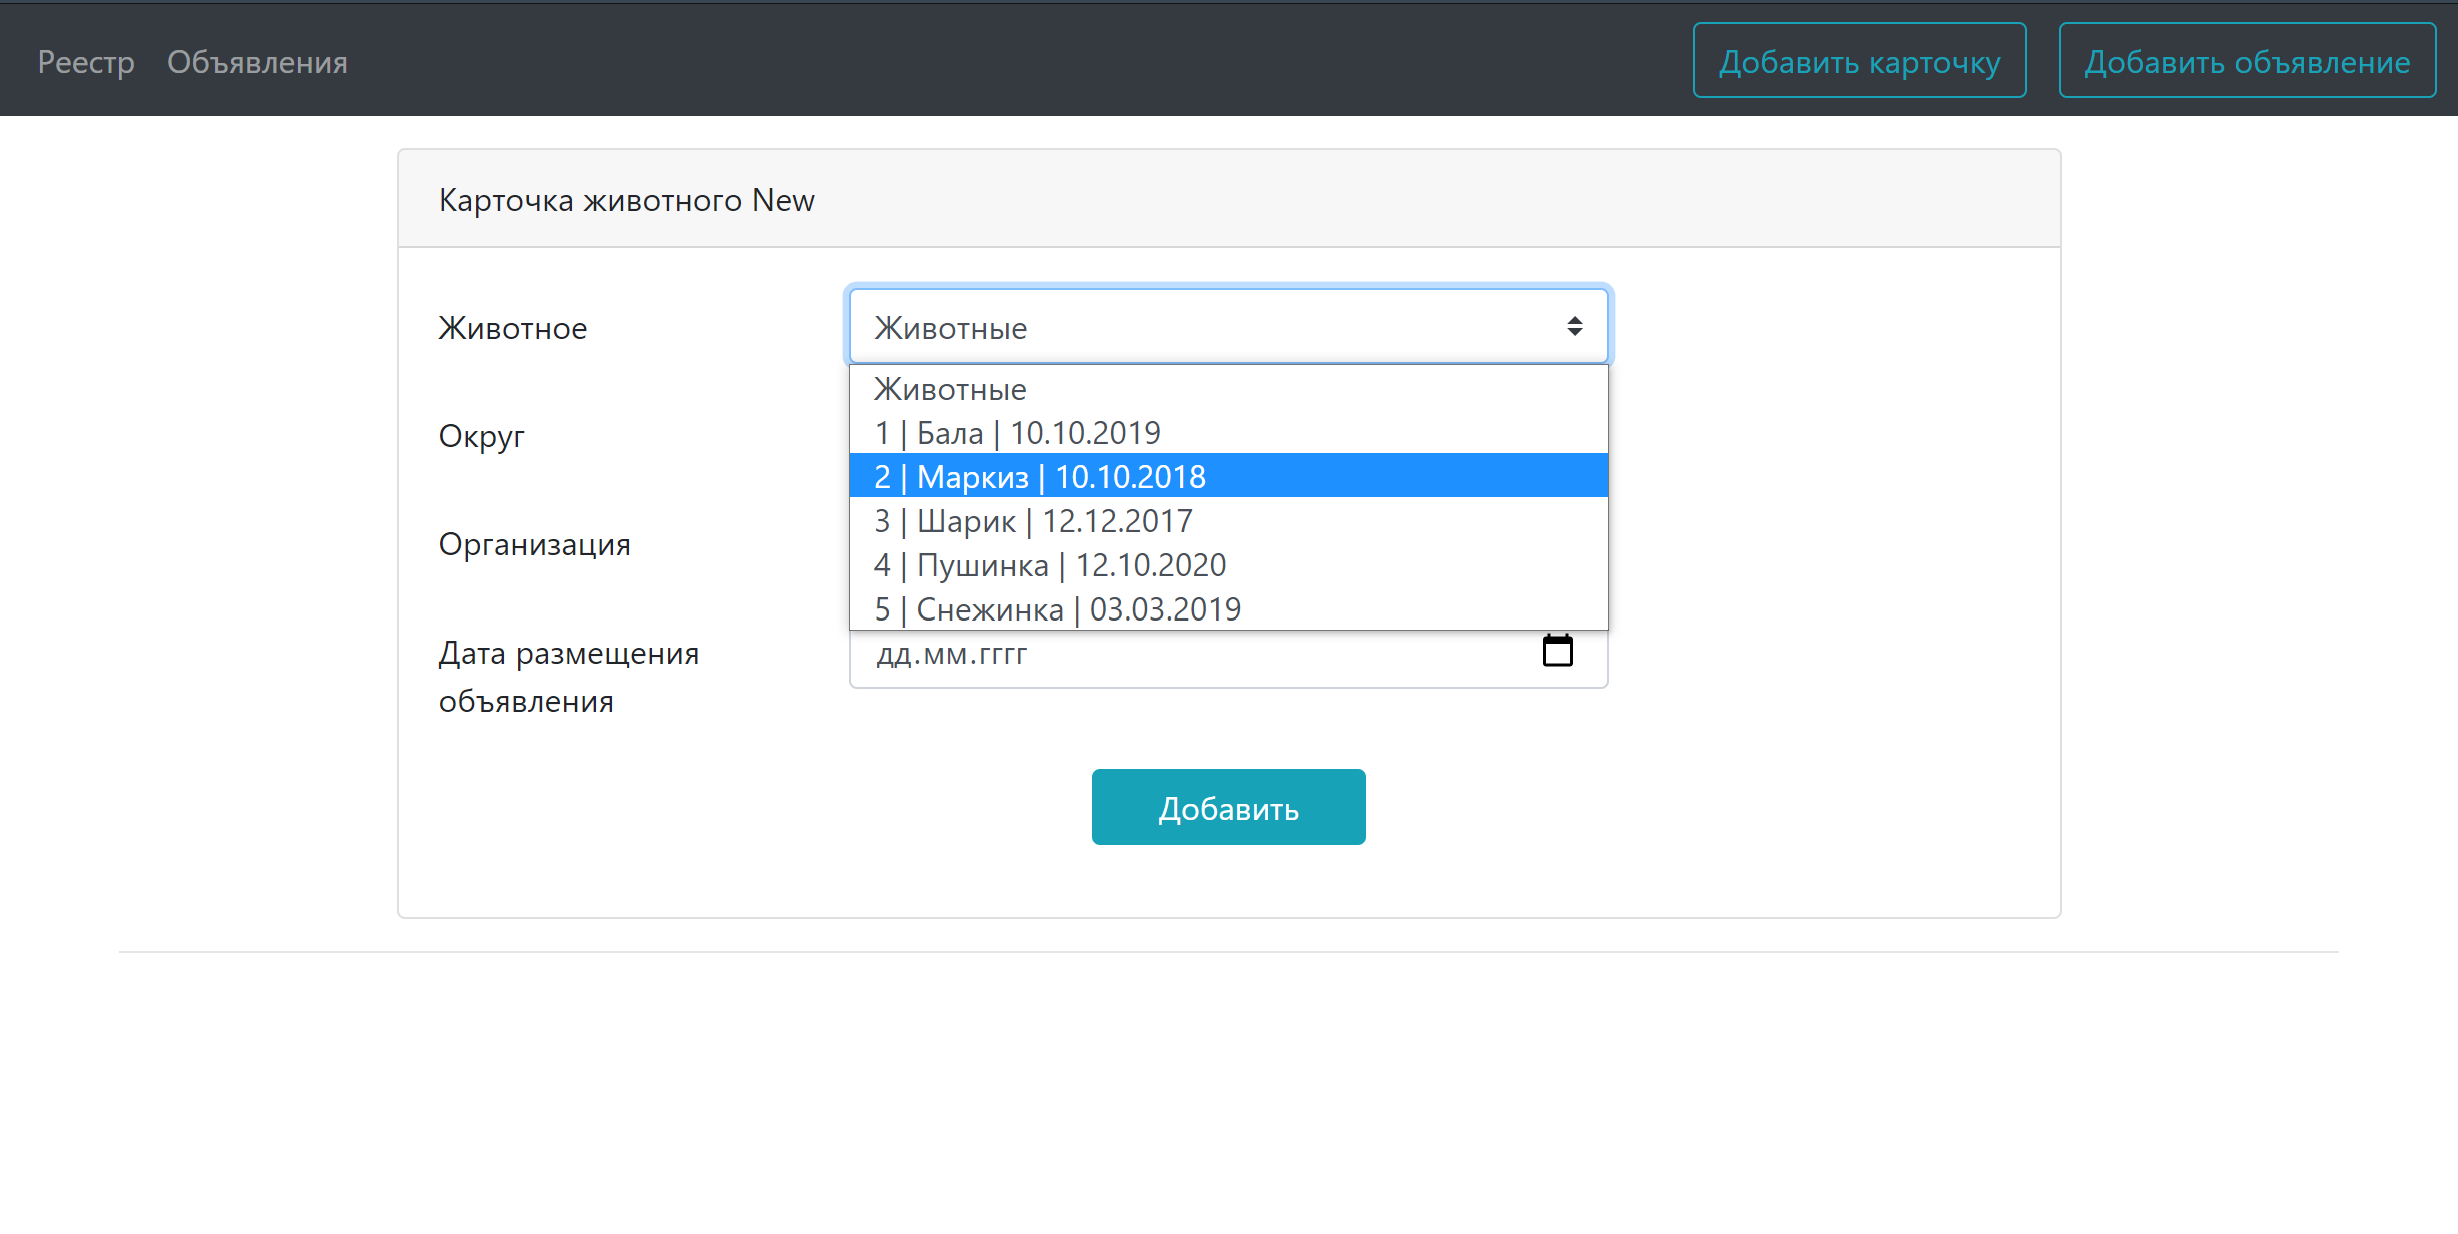 Реестр Объявления Добавить карточку Добавить объявление
Карточка животного New
Животное Животные
Животные
1 | Бала | 10.10.2019
Округ
2 | Маркиз | 10.10.2018
3 | Шарик | 12.12.2017
Организация
4 | Пушинка | 12.10.2020
5 | Снежинка | 03.03.2019
Дата размещения дд.мм.гггг
объявления
Добавить